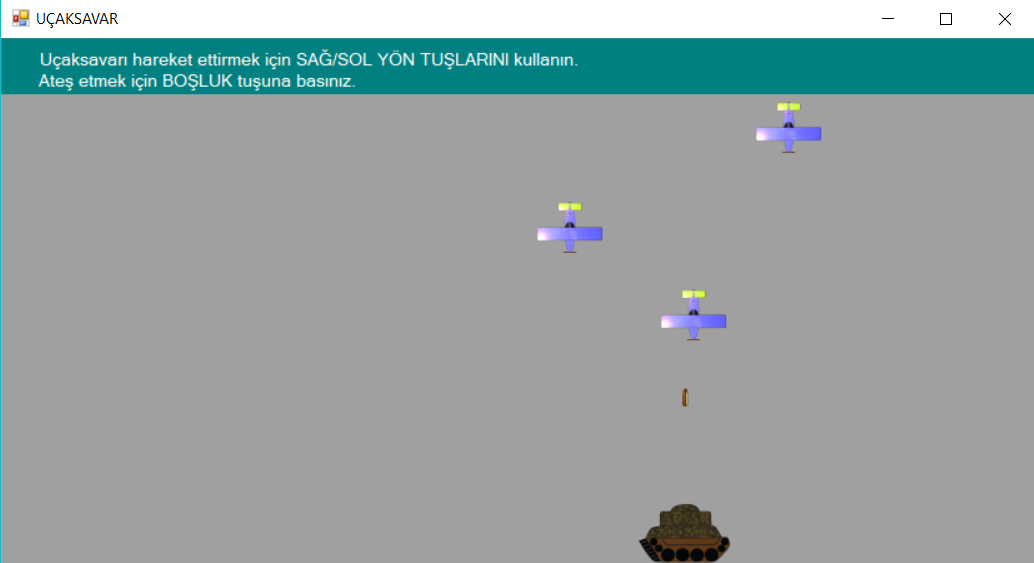 UÇAKSAVAR
Uçaksavarı hareket ettirmek için SAĞ/SOL YÖN TUŞLARINI kullanın.
Ateş etmek için BOŞLUK tuşuna basınız.